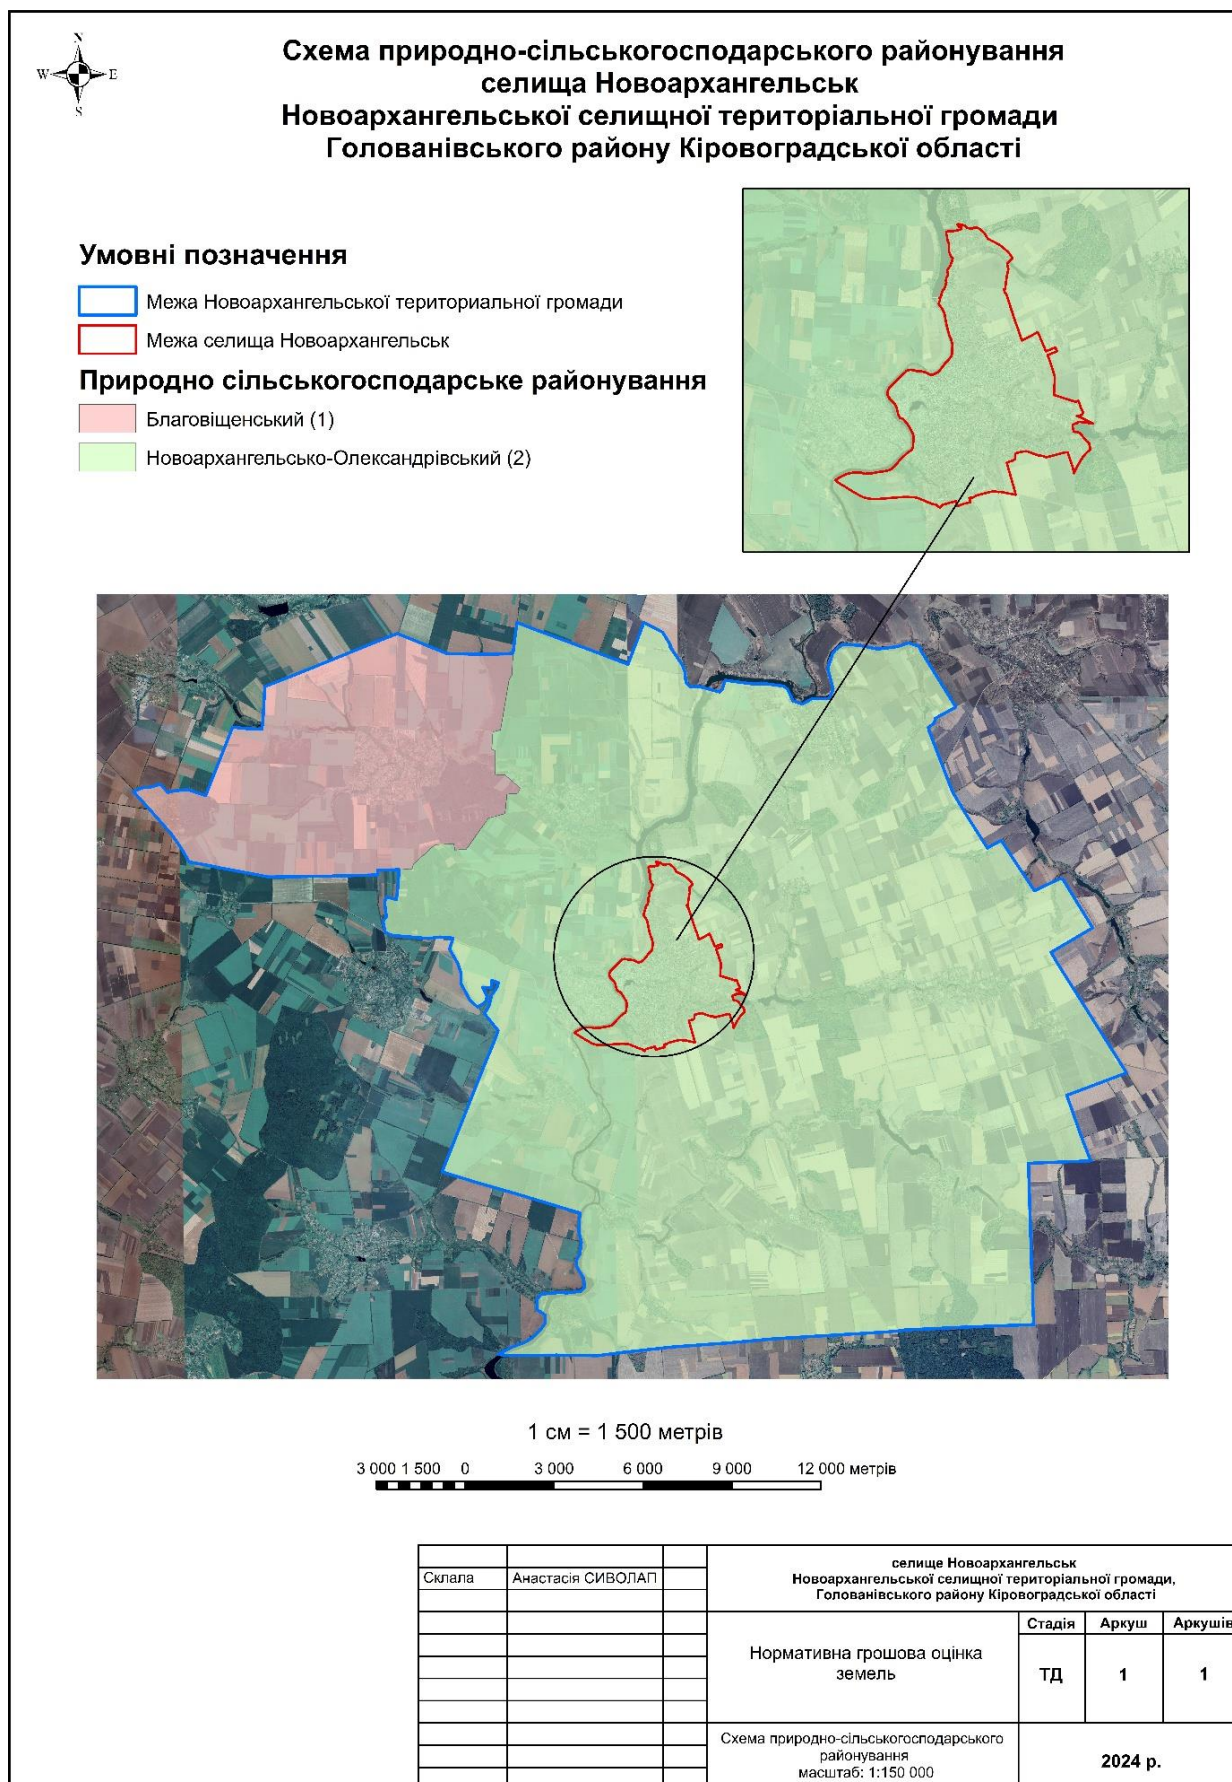 N
W E
S
Схема природно-сільськогосподарського районування
селища Новоархангельськ
Новоархангельської селищної територіальної громади
Голованівського району Кіровоградської області
Умовні позначення
Межа Новоархангельської териториальної громади
Межа селища Новоархангельськ
Природно сільськогосподарське районування
Благовіщенський (1)
Новоархангельсько-Олександрівський (2)
1 см = 1 500 метрів
3 000 1 500 0 3 000 6 000 9 000 12 000 метрів
селище Новоархангельськ
Новоархангельської селищної територіальної громади,
Голованівського району Кіровоградської області
Склала Анастасія СИВОЛАП
Нормативна грошова оцінка
земель
Стадія Аркуш Аркушів
ТД 1 1
Схема природно-сільськогосподарського
районування
масштаб: 1:150 000
2024 р.